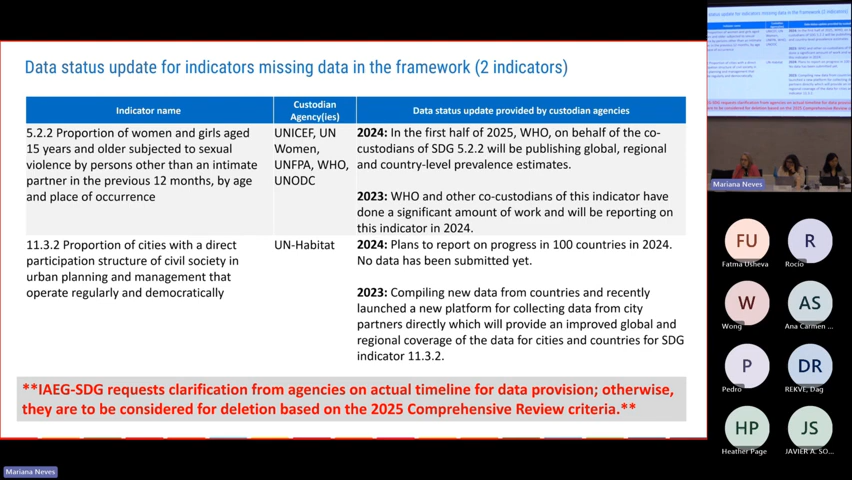 Data status update for indicators missing data in the framework (2 indicators)
Indicator name
Custodian
Agency(ies)
Data status update provided by custodian agencies
5.2.2 Proportion of women and girls aged
15 years and older subjected to sexual
violence by persons other than an intimate
partner in the previous 12 months, by age
and place of occurrence
UNICEF, UN
Women,
UNFPA, WHO,
UNODC
2024: In the first half of 2025, WHO, on behalf of the co-
custodians of SDG 5.2.2 will be publishing global, regional
and country-level prevalence estimates.
2023: WHO and other co-custodians of this indicator have
done a significant amount of work and will be reporting on
this indicator in 2024.
11.3.2 Proportion of cities with a direct
participation structure of civil society in
urban planning and management that
operate regularly and democratically
UN-Habitat
2024: Plans to report on progress in 100 countries in 2024.
No data has been submitted yet.
2023: Compiling new data from countries and recently
launched a new platform for collecting data from city
partners directly which will provide an improved global and
regional coverage of the data for cities and countries for SDG
indicator 11.3.2.
**IAEG-SDG requests clarification from agencies on actual timeline for data provision; otherwise,
they are to be considered for deletion based on the 2025 Comprehensive Review criteria.**
Mariana Neves
Mariana Neves
FU
R
Fatma Usheva
Rocio
W
AS
Wong
Ana Carmen ...
P
DR
Pedro
REKVE, Dag
HP
JS
Heather Page
JAVIER A. SO...